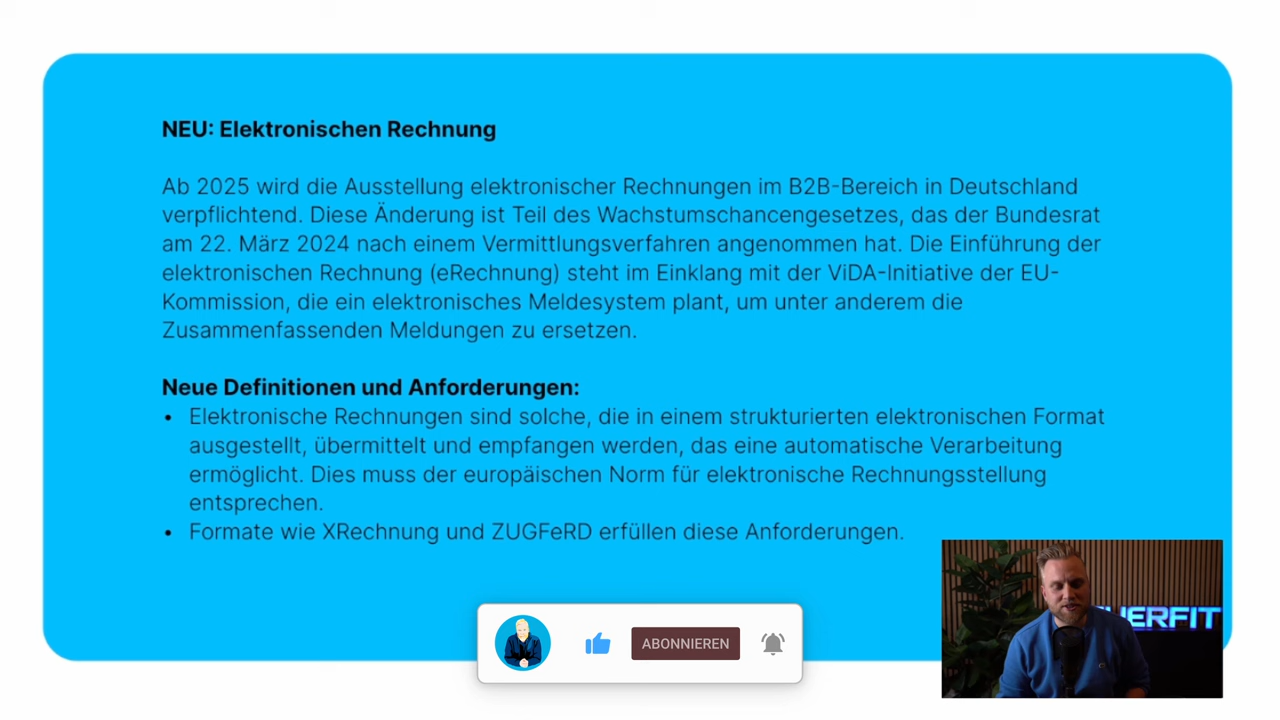 NEU: Elektronischen Rechnung
Ab 2025 wird die Ausstellung elektronischer Rechnungen im B2B-Bereich in Deutschland
verpflichtend. Diese Änderung ist Teil des Wachstumschancengesetzes, das der Bundesrat
am 22. März 2024 nach einem Vermittlungsverfahren angenommen hat. Die Einführung der
elektronischen Rechnung (eRechnung) steht im Einklang mit der ViDA-Initiative der EU-
Kommission, die ein elektronisches Meldesystem plant, um unter anderem die
Zusammenfassenden Meldungen zu ersetzen.
Neue Definitionen und Anforderungen:
• Elektronische Rechnungen sind solche, die in einem strukturierten elektronischen Format
ausgestellt, übermittelt und empfangen werden, das eine automatische Verarbeitung
ermöglicht. Dies muss der europäischen Norm für elektronische Rechnungsstellung
entsprechen.
• Formate wie XRechnung und ZUGFeRD erfüllen diese Anforderungen.
ABONNIEREN